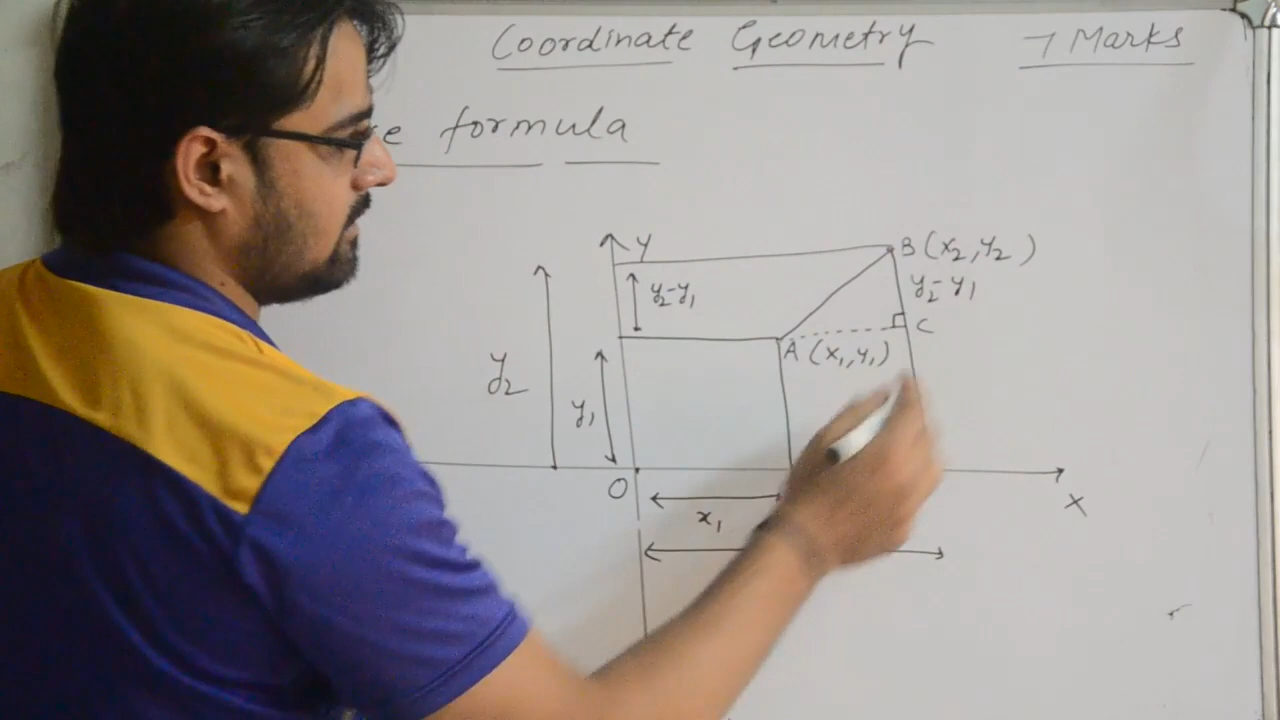 Coordinate Geometry 7 Marks
formula
y
B (x₂, y₂)
y₂-y₁
y₂-y₁
C
A (x₁, y₁)
y₂
y₁
O
x₁
X